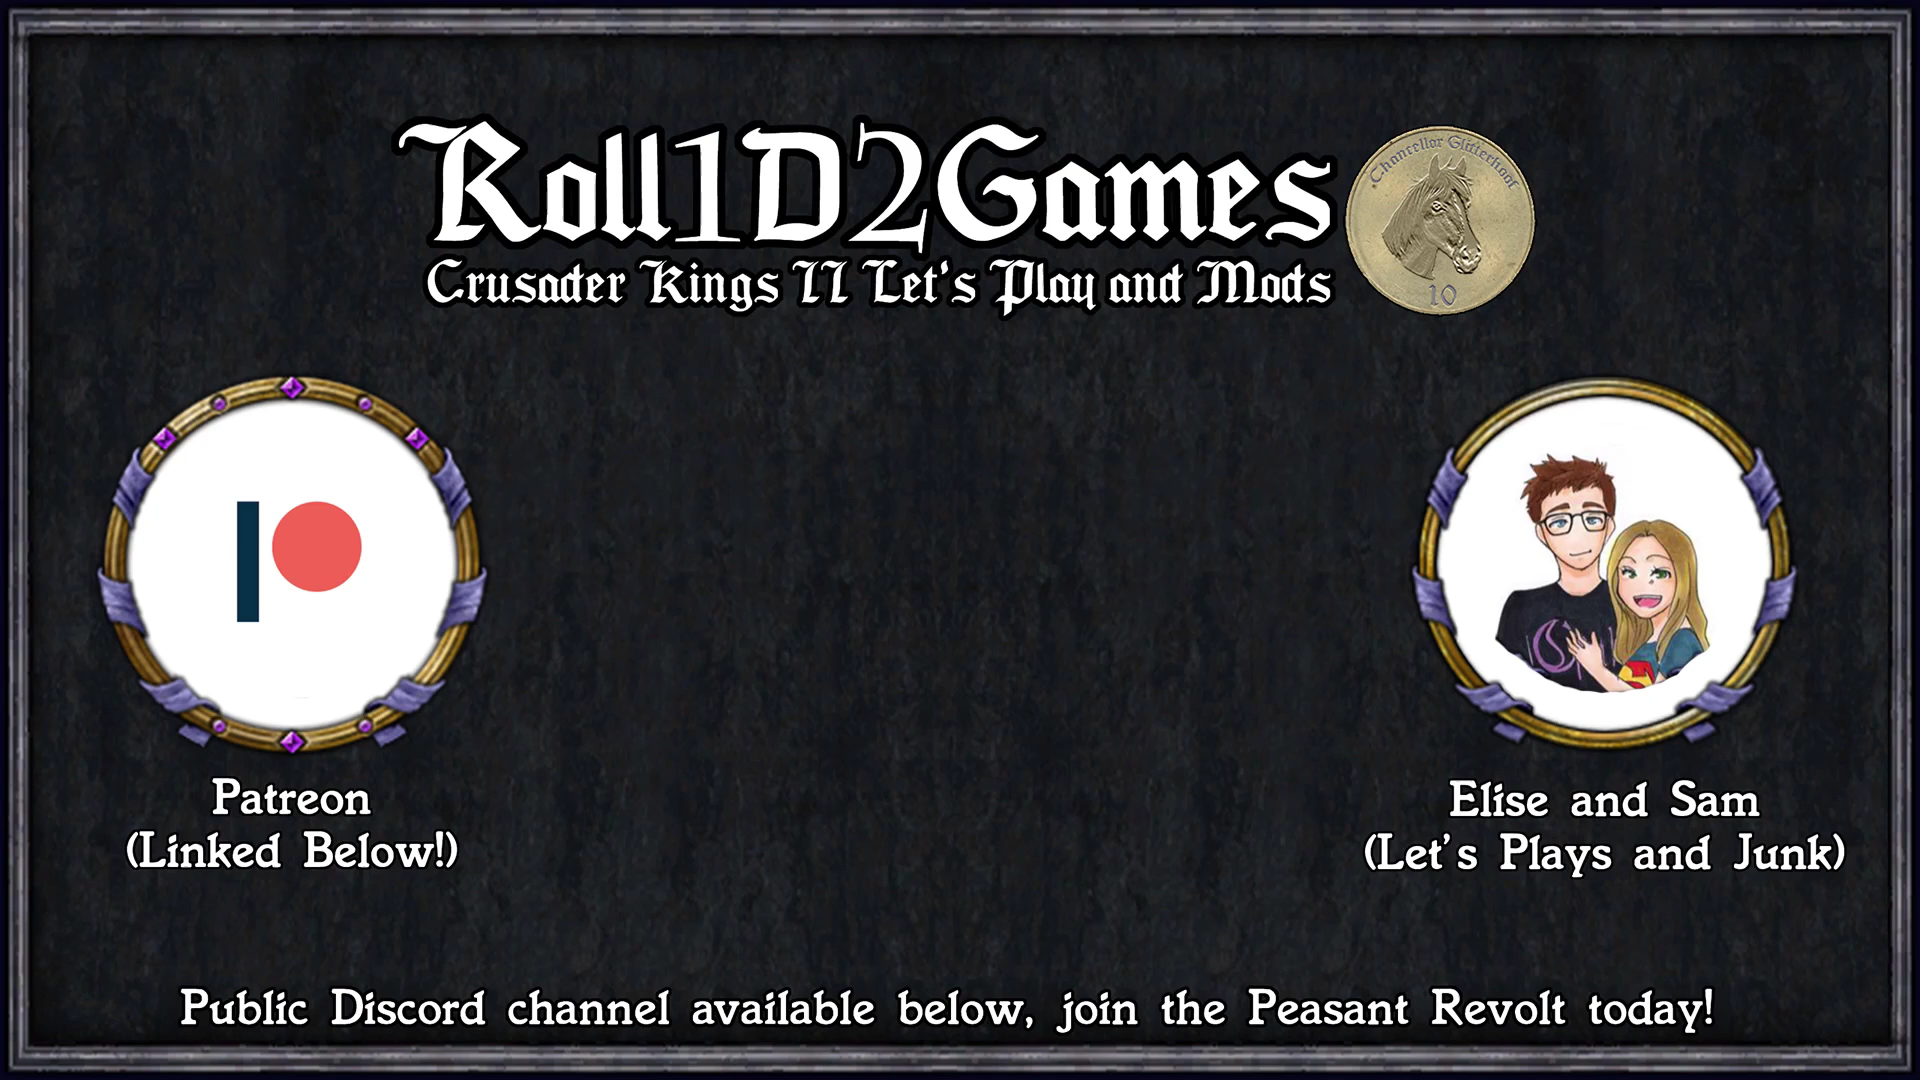 Roll1D2Games
Crusader Kings II Let's Play and Mods
Chancellor Glitterhoof
10
Patreon
(Linked Below!)
Elise and Sam
(Let's Plays and Junk)
Public Discord channel available below, join the Peasant Revolt today!